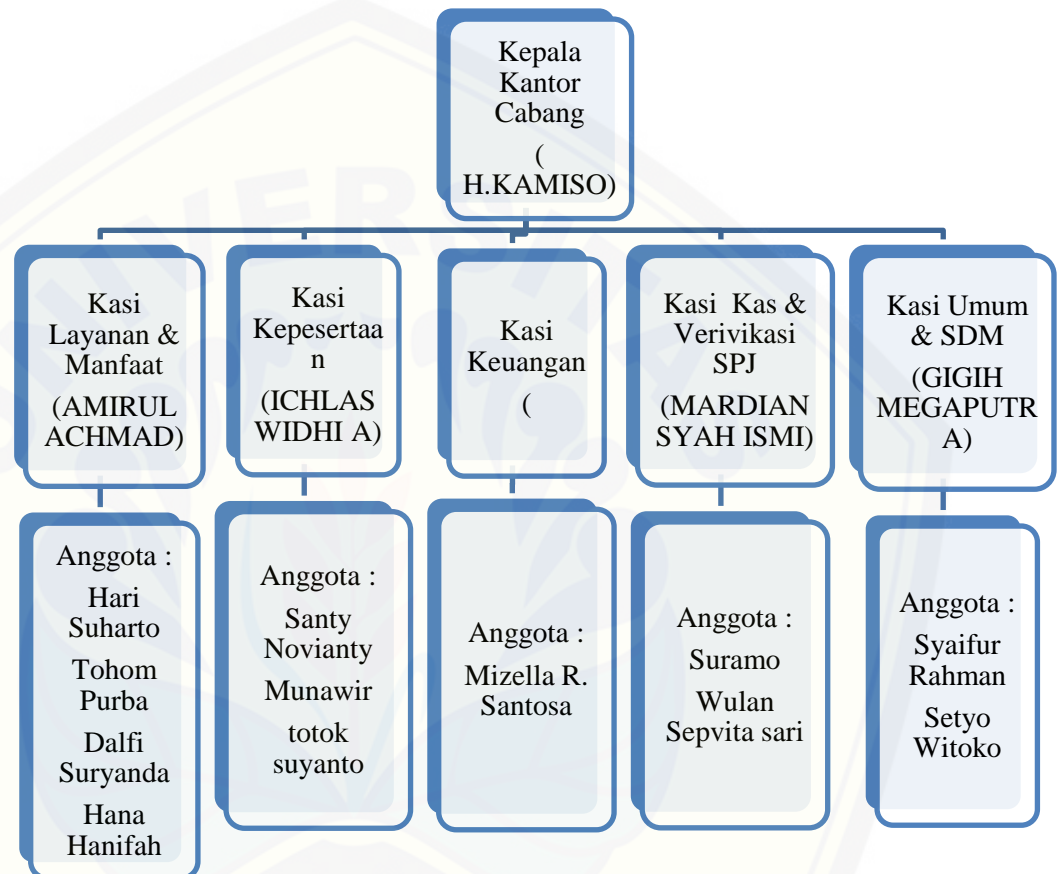 Kepala
Kantor
Cabang
(
H.KAMISO)
Kasi
Layanan &
Manfaat
(AMIRUL
ACHMAD)
Kasi
Kepesertaa
n
(ICHLAS
WIDHI A)
Kasi
Keuangan
(
Kasi  Kas &
Verivikasi
SPJ
(MARDIAN
SYAH ISMI)
Kasi Umum
& SDM
(GIGIH
MEGAPUTR
A)
Anggota :
Hari
Suharto
Tohom
Purba
Dalfi
Suryanda
Hana
Hanifah
Anggota :
Santy
Novianty
Munawir
totok
suyanto
Anggota :
Mizella R.
Santosa
Anggota :
Suramo
Wulan
Sepvita sari
Anggota :
Syaifur
Rahman
Setyo
Witoko
UNIVERSITAS